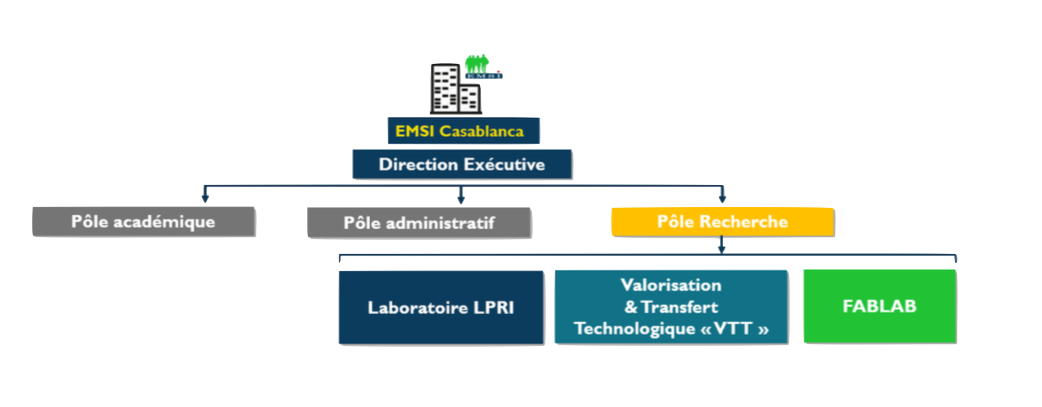 EMSI
EMSI Casablanca
Direction Exécutive
Pôle académique
Pôle administratif
Pôle Recherche
Laboratoire LPRI
Valorisation
& Transfert
Technologique « VTT »
FABLAB